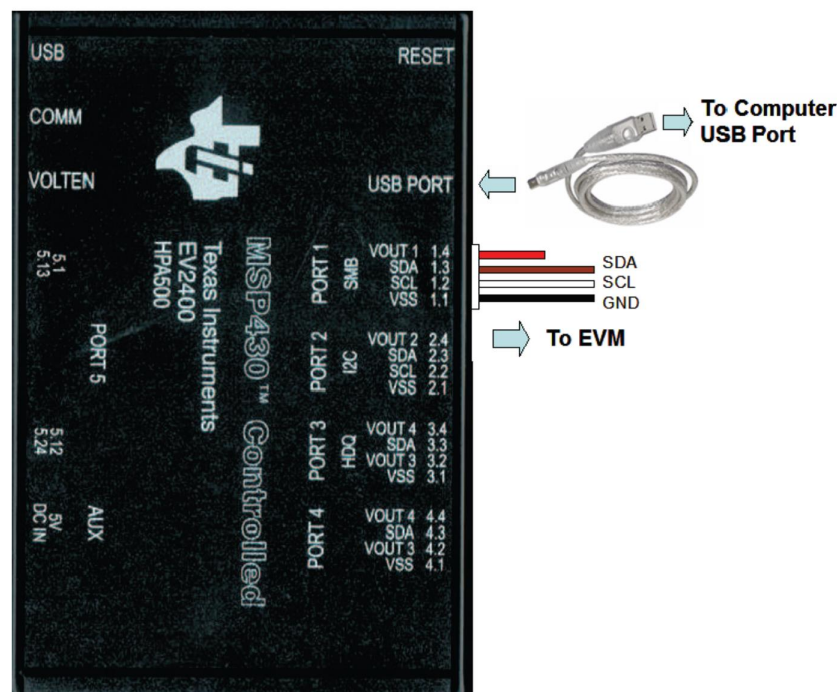 USB
COMM
VOLTEN
RESET
USB PORT
To Computer
USB Port
MSP430™ Controlled
Texas Instruments
EV2400
HPA500
5.1
5.13
PORT 5
5.12
5.24
AUX
5V
DC IN
PORT 1
SMB
VOUT 1 1.4
SDA 1.3
SCL 1.2
VSS 1.1
SDA
SCL
GND
To EVM
PORT 2
I2C
VOUT 2 2.4
SDA 2.3
SCL 2.2
VSS 2.1
PORT 3
HDQ
VOUT 4 3.4
SDA 3.3
VOUT 3 3.2
VSS 3.1
PORT 4
VOUT 4 4.4
SDA 4.3
VOUT 3 4.2
VSS 4.1